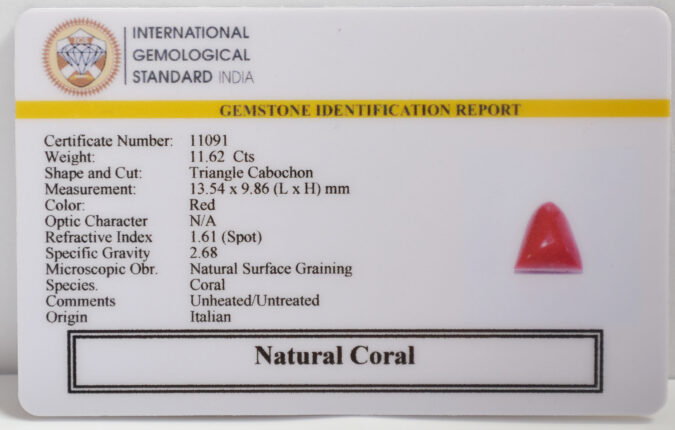 IGS
INTERNATIONAL
GEMOLOGICAL
STANDARD INDIA
GEMSTONE IDENTIFICATION REPORT
Certificate Number: 11091
Weight: 11.62 Cts
Shape and Cut: Triangle Cabochon
Measurement: 13.54 x 9.86 (L x H) mm
Color: Red
Optic Character N/A
Refractive Index 1.61 (Spot)
Specific Gravity 2.68
Microscopic Obr. Natural Surface Graining
Species. Coral
Comments Unheated/Untreated
Origin Italian
Natural Coral